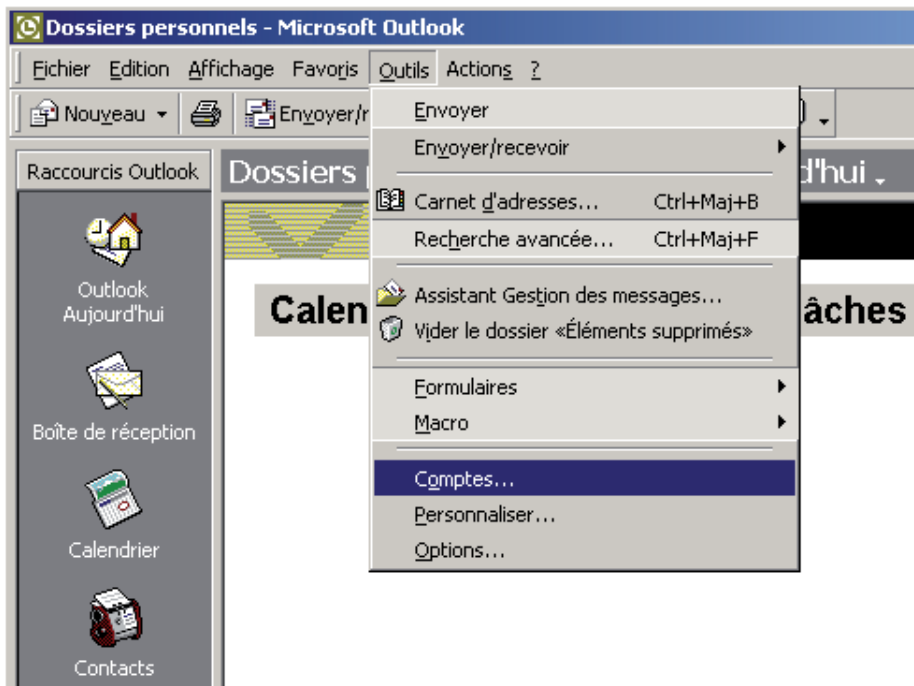 Dossiers personnels - Microsoft Outlook
Fichier Edition Affichage Favoris Outils Actions ?
Nouveau Envoyer/r
Raccourcis Outlook
Dossiers
d'hui
Outlook
Aujourd'hui
Boîte de réception
Calendrier
Contacts
Calen
âches
Envoyer
Envoyer/recevoir
Carnet d'adresses... Ctrl+Maj+B
Recherche avancée... Ctrl+Maj+F
Assistant Gestion des messages...
Vider le dossier «Éléments supprimés»
Formulaires
Macro
Comptes...
Personnaliser...
Options...